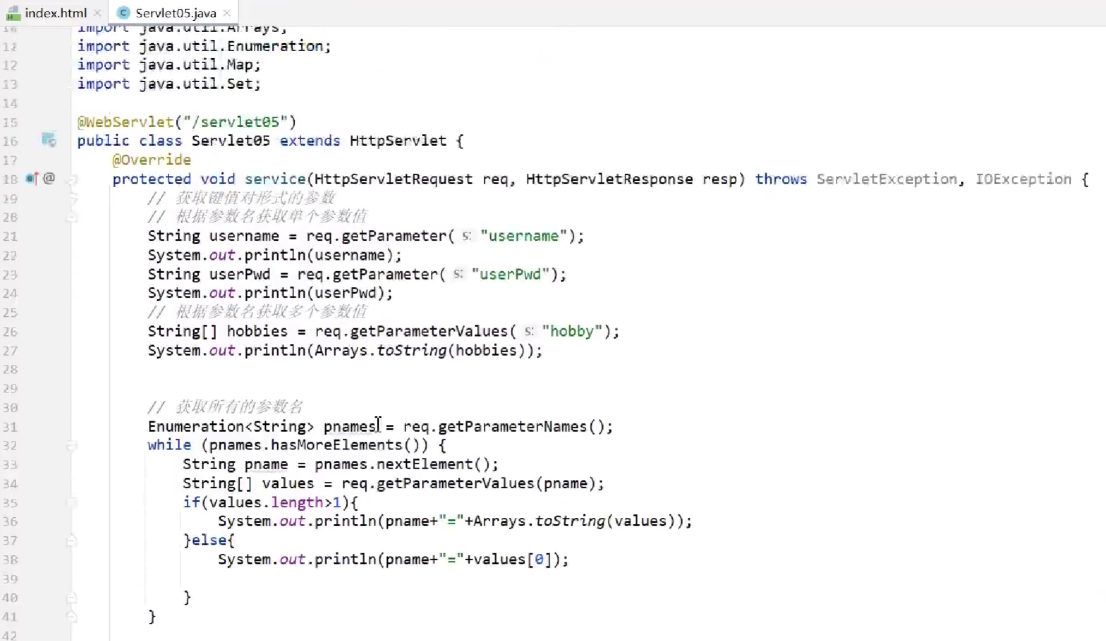 index.html × Servlet05.java ×
import java.util.Arrays;
12 import java.util.Enumeration;
12 import java.util.Map;
13 import java.util.Set;
14
15 @WebServlet("/servlet05")
16 public class Servlet05 extends HttpServlet {
17 @Override
18 @ protected void service(HttpServletRequest req, HttpServletResponse resp) throws ServletException, IOException {
19 // 获取键值对形式的参数
20 // 根据参数名获取单个参数值
21 String username = req.getParameter( s: "username");
22 System.out.println(username);
23 String userPwd = req.getParameter( s: "userPwd");
24 System.out.println(userPwd);
25 // 根据参数名获取多个参数值
26 String[] hobbies = req.getParameterValues( s: "hobby");
27 System.out.println(Arrays.toString(hobbies));
28
29
30 // 获取所有的参数名
31 Enumeration<String> pnames = req.getParameterNames();
32 while (pnames.hasMoreElements()) {
33 String pname = pnames.nextElement();
34 String[] values = req.getParameterValues(pname);
35 if(values.length>1){
36 System.out.println(pname+"="+Arrays.toString(values));
37 }else{
38 System.out.println(pname+"="+values[0]);
39
40 }
41 }
42